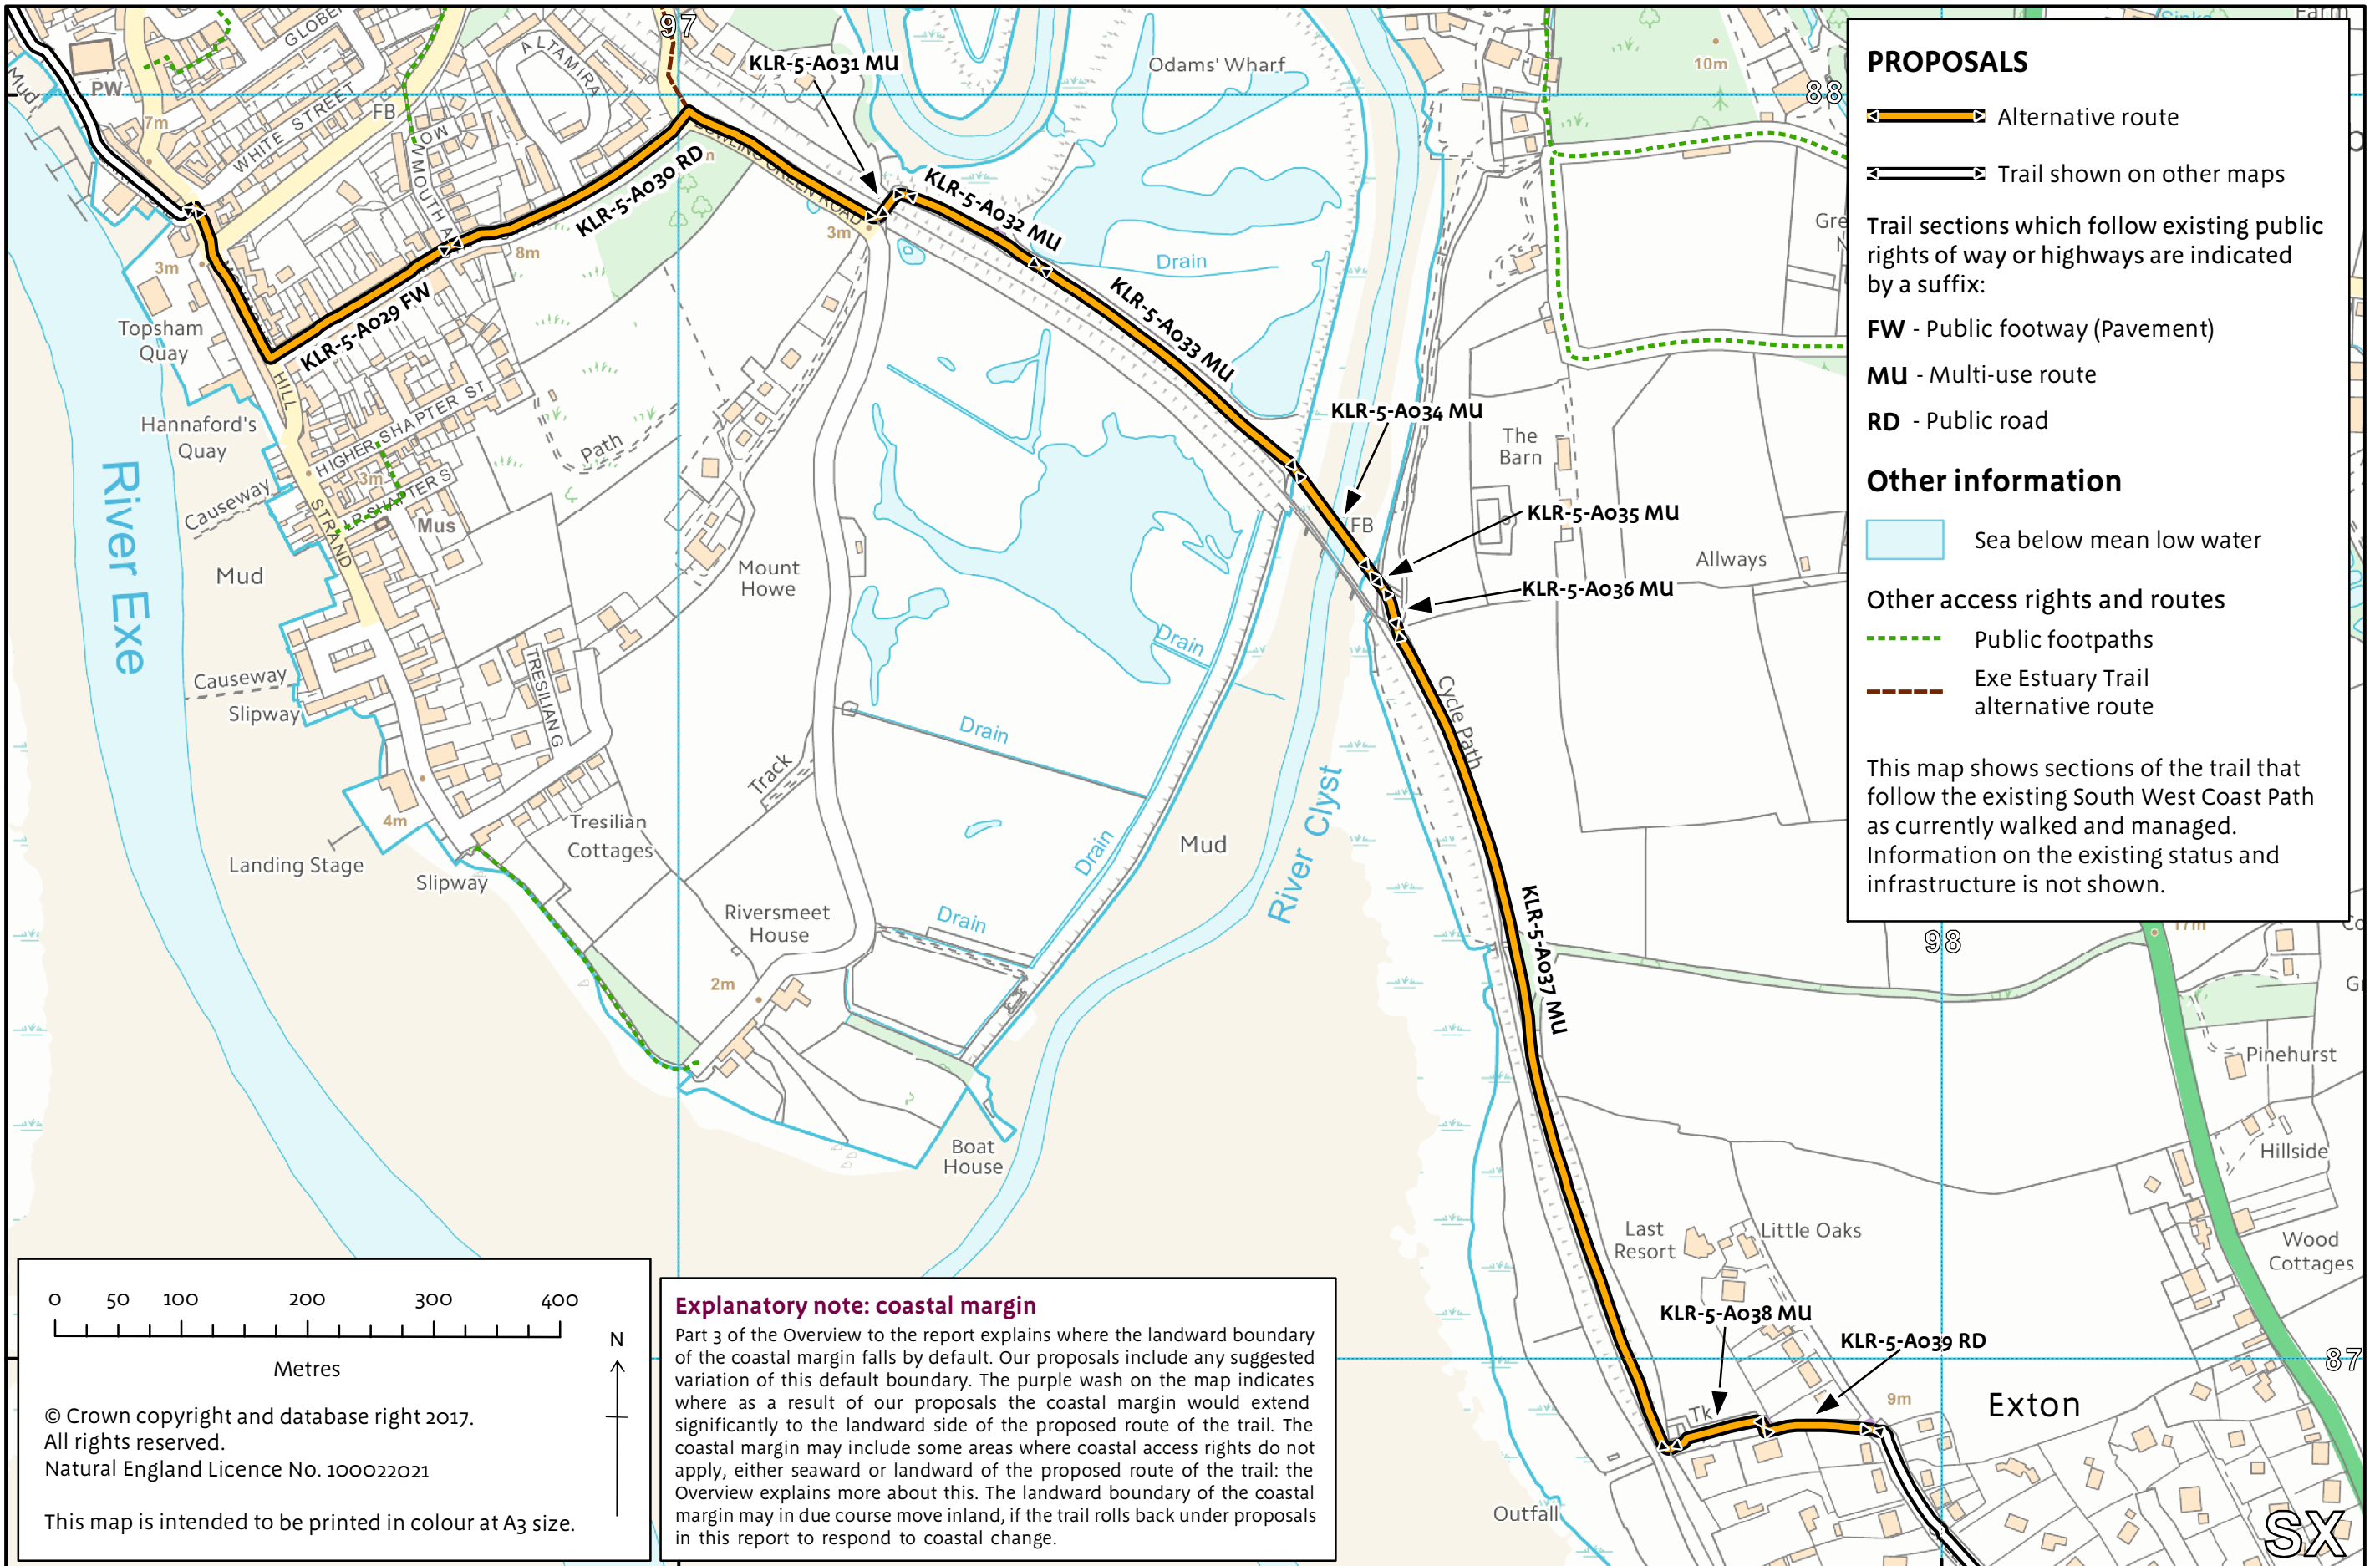 97
KLR-5-A031 MU
Odams' Wharf
ALTAMIRA
Mud
PW
7m
WHITE STREET
FB
10m
88
KLR-5-A030 RD
KLR-5-A032 MU
3m
8m
3m
Drain
KLR-5-A029 FW
KLR-5-A033 MU
Topsham
Quay
HILL
Hannaford's
Quay
HIGHER SHAPTER ST
3m
Path
KLR-5-A034 MU
The
Barn
Causeway
STRAND
Mus
FB
KLR-5-A035 MU
River Exe
Mud
Mount
Howe
Allways
KLR-5-A036 MU
Drain
Causeway
Slipway
Drain
Cycle Path
Track
4m
Tresilian
Cottages
Landing Stage
Slipway
Drain
Mud
River Clyst
Riversmeet
House
Drain
KLR-5-A037 MU
2m
98
17m
Pinehurst
Boat
House
Hillside
Last
Resort
Little Oaks
Wood
Cottages
KLR-5-A038 MU
KLR-5-A039 RD
87
Tk
9m
Exton
Outfall
SX
PROPOSALS
Alternative route
Trail shown on other maps
Trail sections which follow existing public
rights of way or highways are indicated
by a suffix:
FW - Public footway (Pavement)
MU - Multi-use route
RD - Public road
Other information
Sea below mean low water
Other access rights and routes
Public footpaths
Exe Estuary Trail
alternative route
This map shows sections of the trail that
follow the existing South West Coast Path
as currently walked and managed.
Information on the existing status and
infrastructure is not shown.
0 50 100 200 300 400
Metres
N
© Crown copyright and database right 2017.
All rights reserved.
Natural England Licence No. 100022021
This map is intended to be printed in colour at A3 size.
Explanatory note: coastal margin
Part 3 of the Overview to the report explains where the landward boundary
of the coastal margin falls by default. Our proposals include any suggested
variation of this default boundary. The purple wash on the map indicates
where as a result of our proposals the coastal margin would extend
significantly to the landward side of the proposed route of the trail. The
coastal margin may include some areas where coastal access rights do not
apply, either seaward or landward of the proposed route of the trail: the
Overview explains more about this. The landward boundary of the coastal
margin may in due course move inland, if the trail rolls back under proposals
in this report to respond to coastal change.